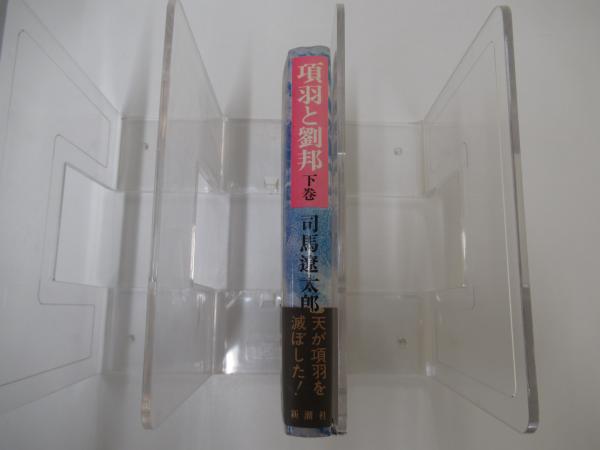 項羽と劉邦 下巻
司馬遼太郎
天が項羽を
滅ぼした!
新潮社